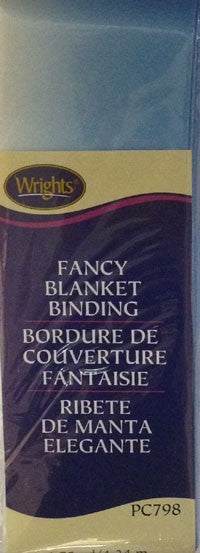 Wrights®
FANCY
BLANKET
BINDING
BORDURE DE
COUVERTURE
FANTAISIE
RIBETE
DE MANTA
ELEGANTE
PC798